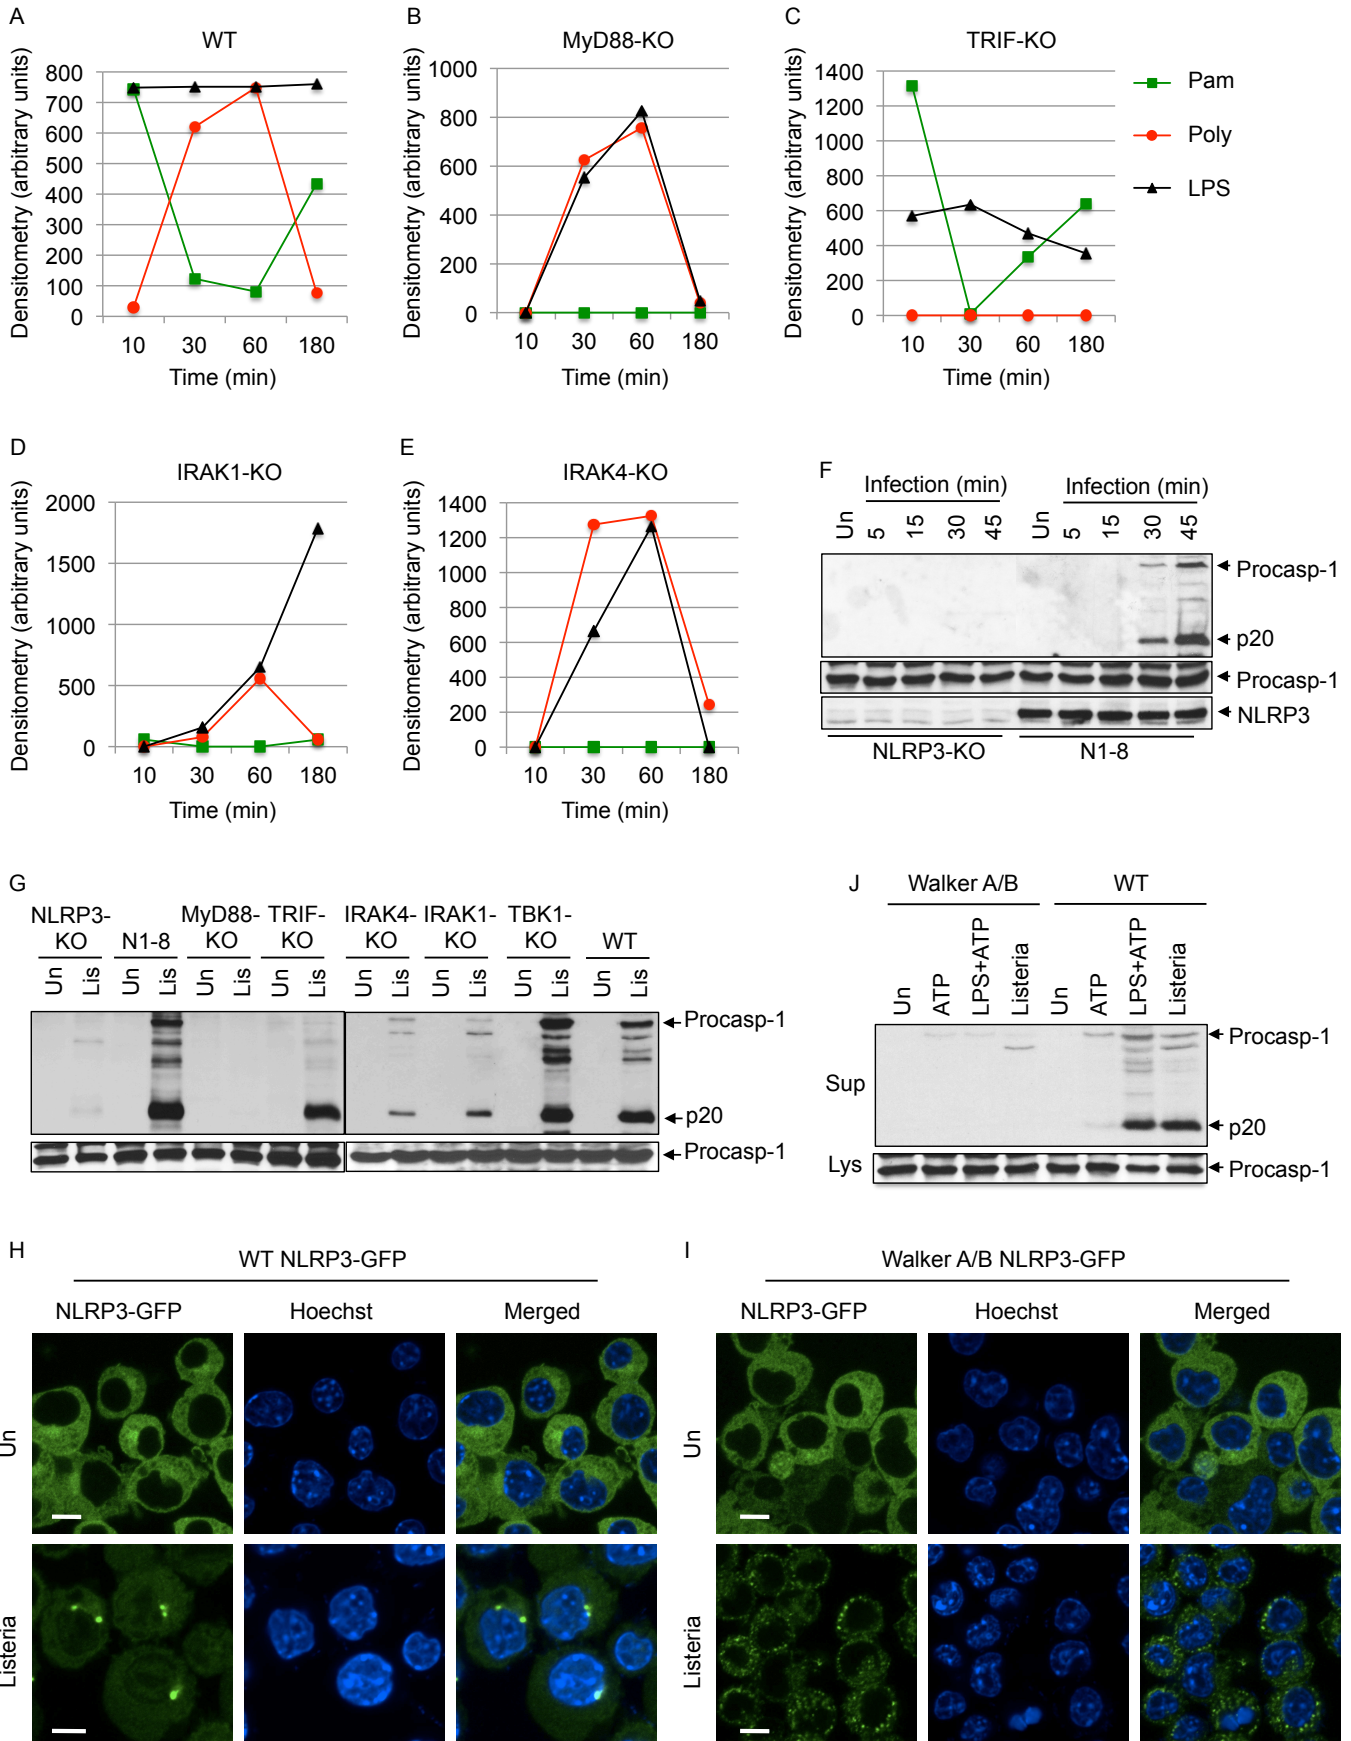 A
WT
Densitometry (arbitrary units)
800
700
600
500
400
300
200
100
0
10 30 60 180
Time (min)
B
MyD88-KO
Densitometry (arbitrary units)
1000
800
600
400
200
0
10 30 60 180
Time (min)
C
TRIF-KO
Densitometry (arbitrary units)
1400
1200
1000
800
600
400
200
0
10 30 60 180
Time (min)
Pam
Poly
LPS
D
IRAK1-KO
Densitometry (arbitrary units)
2000
1500
1000
500
0
10 30 60 180
Time (min)
E
IRAK4-KO
Densitometry (arbitrary units)
1400
1200
1000
800
600
400
200
0
10 30 60 180
Time (min)
F
Infection (min) Infection (min)
Un 5 15 30 45 Un 5 15 30 45
Procasp-1
p20
Procasp-1
NLRP3
NLRP3-KO N1-8
G
NLRP3-KO N1-8 MyD88-KO TRIF-KO IRAK4-KO IRAK1-KO TBK1-KO WT
Un Lis Un Lis Un Lis Un Lis Un Lis Un Lis Un Lis Un Lis
Procasp-1
p20
Procasp-1
J
Walker A/B WT
Un ATP LPS+ATP Listeria Un ATP LPS+ATP Listeria
Sup
Procasp-1
p20
Lys
Procasp-1
H
WT NLRP3-GFP
NLRP3-GFP Hoechst Merged
Un
Listeria
I
Walker A/B NLRP3-GFP
NLRP3-GFP Hoechst Merged
Un
Listeria